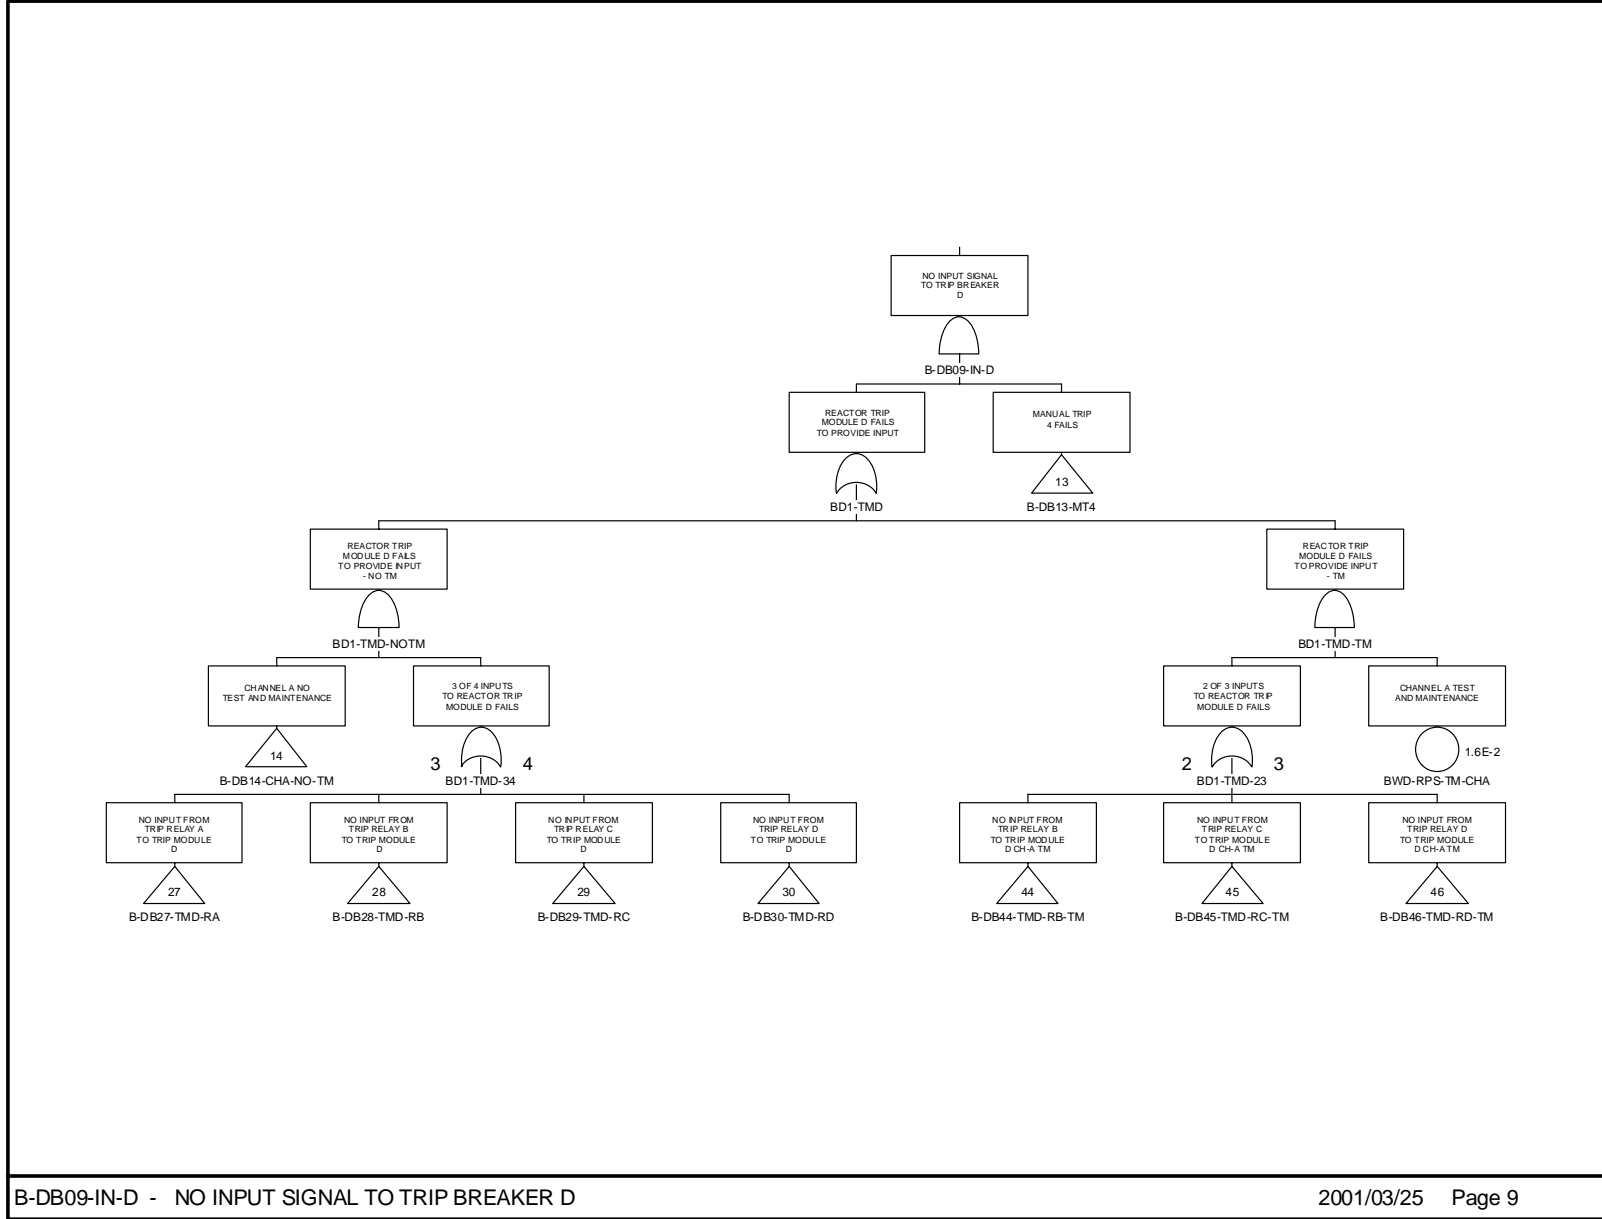 NO INPUT SIGNAL
TO TRIP BREAKER
D
B-DB09-IN-D
REACTOR TRIP
MODULE D FAILS
TO PROVIDE INPUT
BD1-TMD
MANUAL TRIP
4 FAILS
13
B-DB13-MT4
REACTOR TRIP
MODULE D FAILS
TO PROVIDE INPUT
- NO TM
BD1-TMD-NOTM
REACTOR TRIP
MODULE D FAILS
TO PROVIDE INPUT
- TM
BD1-TMD-TM
CHANNEL A NO
TEST AND MAINTENANCE
14
B-DB14-CHA-NO-TM
3 OF 4 INPUTS
TO REACTOR TRIP
MODULE D FAILS
3 4
BD1-TMD-34
2 OF 3 INPUTS
TO REACTOR TRIP
MODULE D FAILS
2 3
BD1-TMD-23
CHANNEL A TEST
AND MAINTENANCE
1.6E-2
BWD-RPS-TM-CHA
NO INPUT FROM
TRIP RELAY A
TO TRIP MODULE
D
27
B-DB27-TMD-RA
NO INPUT FROM
TRIP RELAY B
TO TRIP MODULE
D
28
B-DB28-TMD-RB
NO INPUT FROM
TRIP RELAY C
TO TRIP MODULE
D
29
B-DB29-TMD-RC
NO INPUT FROM
TRIP RELAY D
TO TRIP MODULE
D
30
B-DB30-TMD-RD
NO INPUT FROM
TRIP RELAY B
TO TRIP MODULE
D CH-A TM
44
B-DB44-TMD-RB-TM
NO INPUT FROM
TRIP RELAY C
TO TRIP MODULE
D CH-A TM
45
B-DB45-TMD-RC-TM
NO INPUT FROM
TRIP RELAY D
TO TRIP MODULE
D CH-A TM
46
B-DB46-TMD-RD-TM
B-DB09-IN-D - NO INPUT SIGNAL TO TRIP BREAKER D
2001/03/25 Page 9